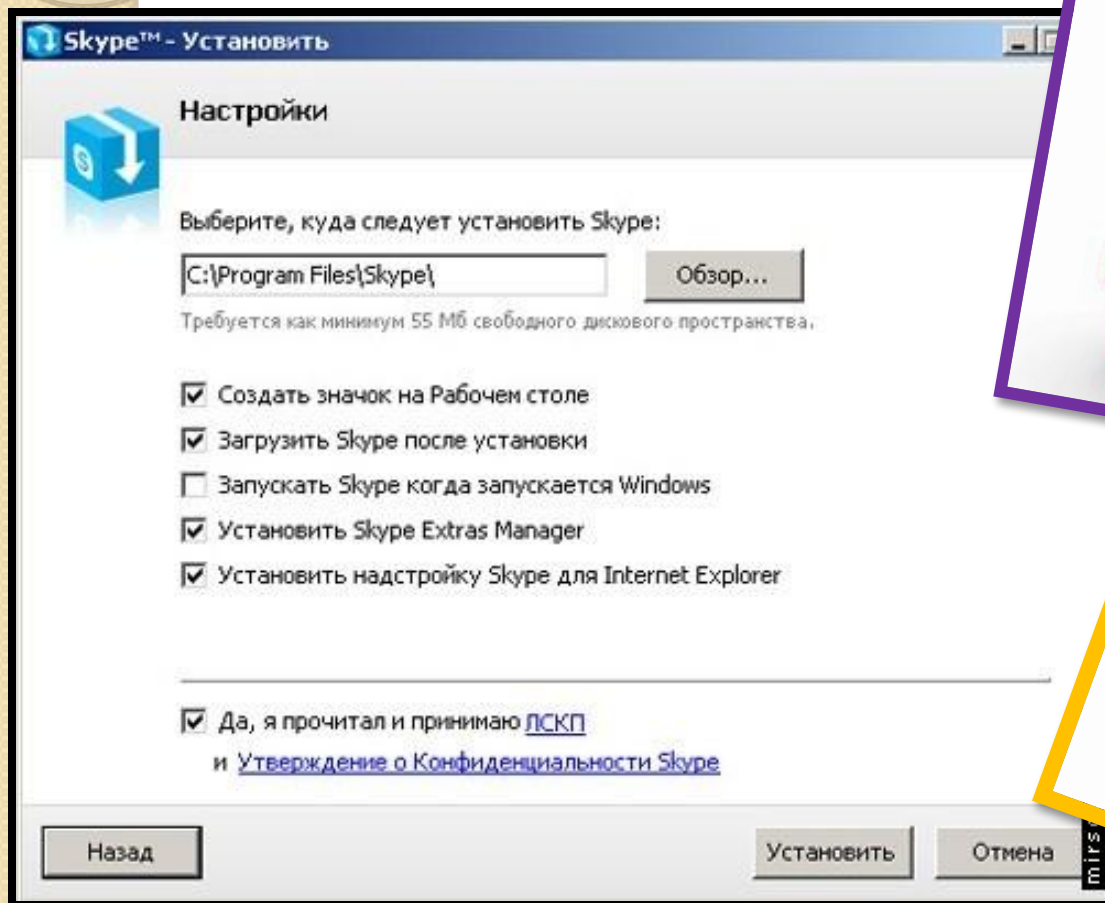 Skype™ - Установить
Настройки
Выберите, куда следует установить Skype:
C:\Program Files\Skype\
Обзор...
Требуется как минимум 55 Мб свободного дискового пространства.
Создать значок на Рабочем столе
Загрузить Skype после установки
Запускать Skype когда запускается Windows
Установить Skype Extras Manager
Установить надстройку Skype для Internet Explorer
Да, я прочитал и принимаю ЛСКП
и Утверждение о Конфиденциальности Skype
Назад
Установить
Отмена